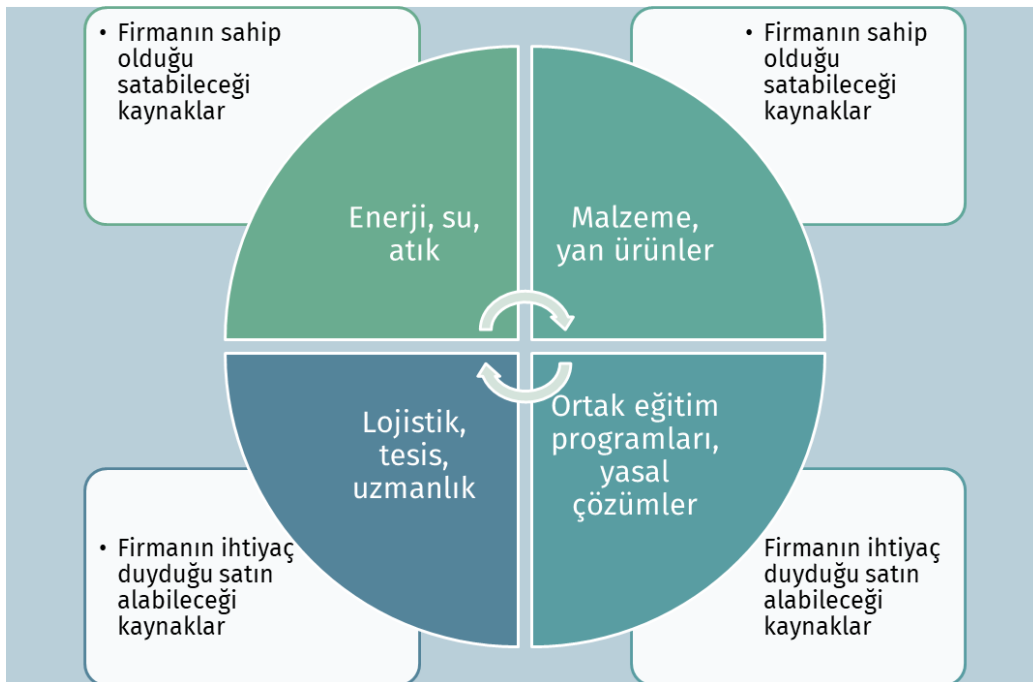 • Firmanın sahip
olduğu
satabileceği
kaynaklar
• Firmanın sahip
olduğu
satabileceği
kaynaklar
Enerji, su,
atık
Malzeme,
yan ürünler
Lojistik,
tesis,
uzmanlık
Ortak eğitim
programları,
yasal
çözümler
• Firmanın ihtiyaç
duyduğu satın
alabileceği
kaynaklar
Firmanın ihtiyaç
duyduğu satın
alabileceği
kaynaklar